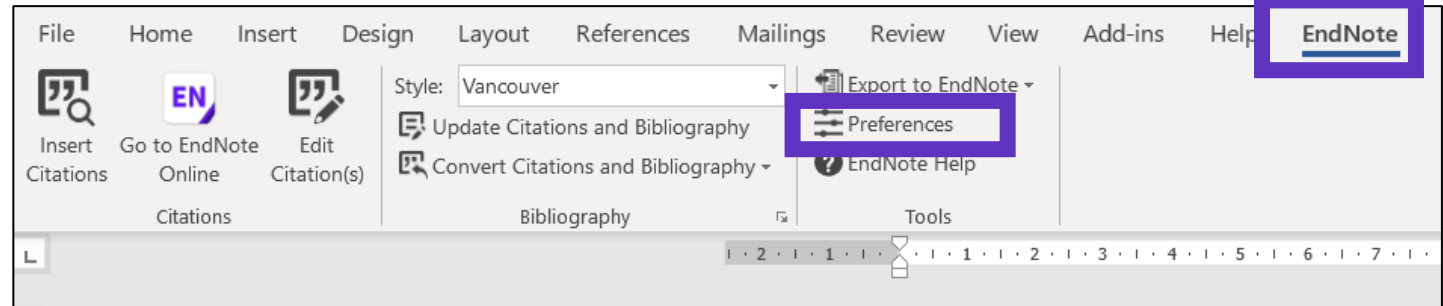 File Home Insert Design Layout References Mailings Review View Add-ins Help EndNote
Insert Citations
EN
Go to EndNote Online
Edit Citation(s)
Citations
Style: Vancouver
Update Citations and Bibliography
Convert Citations and Bibliography
Bibliography
Export to EndNote
Preferences
? EndNote Help
Tools
L
2 1 1 2 3 4 5 6 7